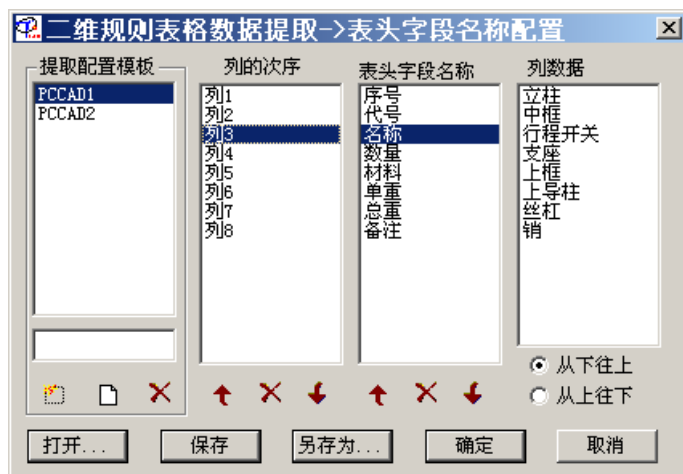 二维规则表格数据提取->表头字段名称配置
提取配置模板
PCCAD1
PCCAD2
列的次序
列1
列2
列3
列4
列5
列6
列7
列8
表头字段名称
序号
代号
名称
数量
材料
单重
总重
备注
列数据
立柱
中框
行程开关
支座
上框
上导柱
丝杠
销
从下往上
从上往下
打开...
保存
另存为...
确定
取消